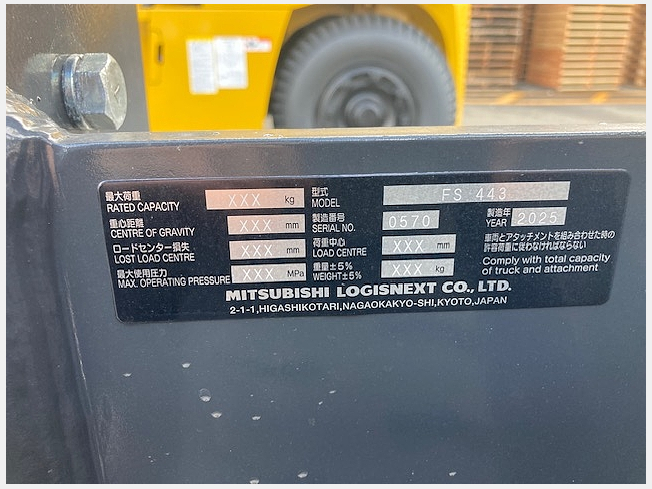 最大荷重 RATED CAPACITY XXX kg
型式 MODEL FS 443
重心距離 CENTRE OF GRAVITY XXX mm
製造番号 SERIAL NO. 0570
製造年 YEAR 2025
ロードセンター損失 LOST LOAD CENTRE XXX mm
荷重中心 LOAD CENTRE XXX mm
最大使用圧力 MAX. OPERATING PRESSURE XXX MPa
重量±5% WEIGHT±5% XXX kg
車両とアタッチメントを組み合わせた時の
許容荷重に従わなければならない
Comply with total capacity
of truck and attachment
MITSUBISHI LOGISNEXT CO., LTD.
2-1-1,HIGASHIKOTARI,NAGAOKAKYO-SHI,KYOTO,JAPAN